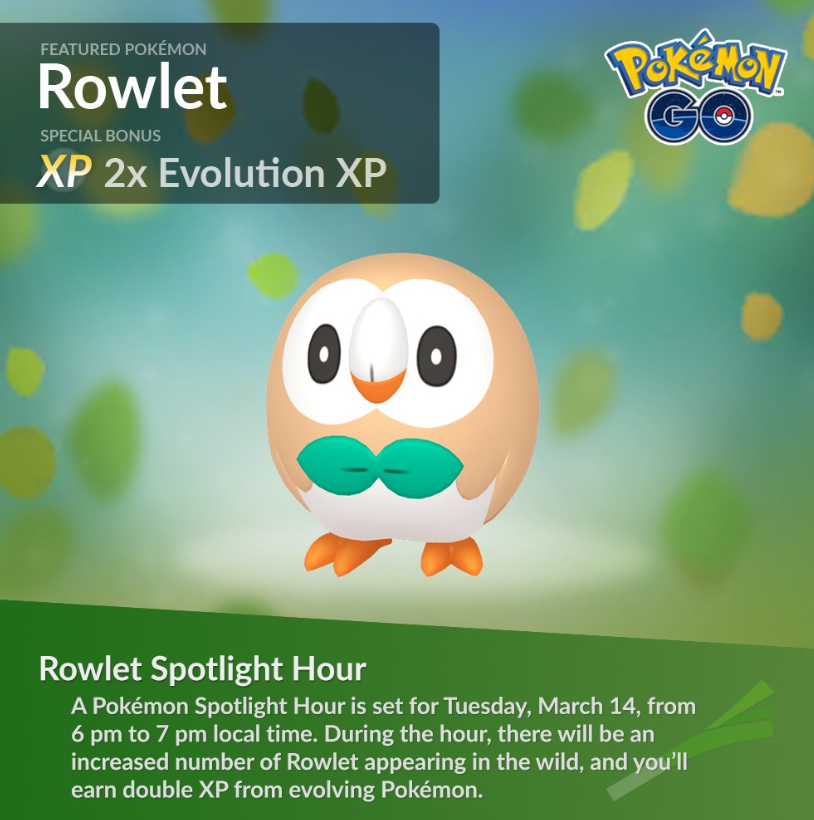 FEATURED POKÉMON
Rowlet
SPECIAL BONUS
XP 2x Evolution XP
POKÉMON
GO
Rowlet Spotlight Hour
A Pokémon Spotlight Hour is set for Tuesday, March 14, from
6 pm to 7 pm local time. During the hour, there will be an
increased number of Rowlet appearing in the wild, and you'll
earn double XP from evolving Pokémon.